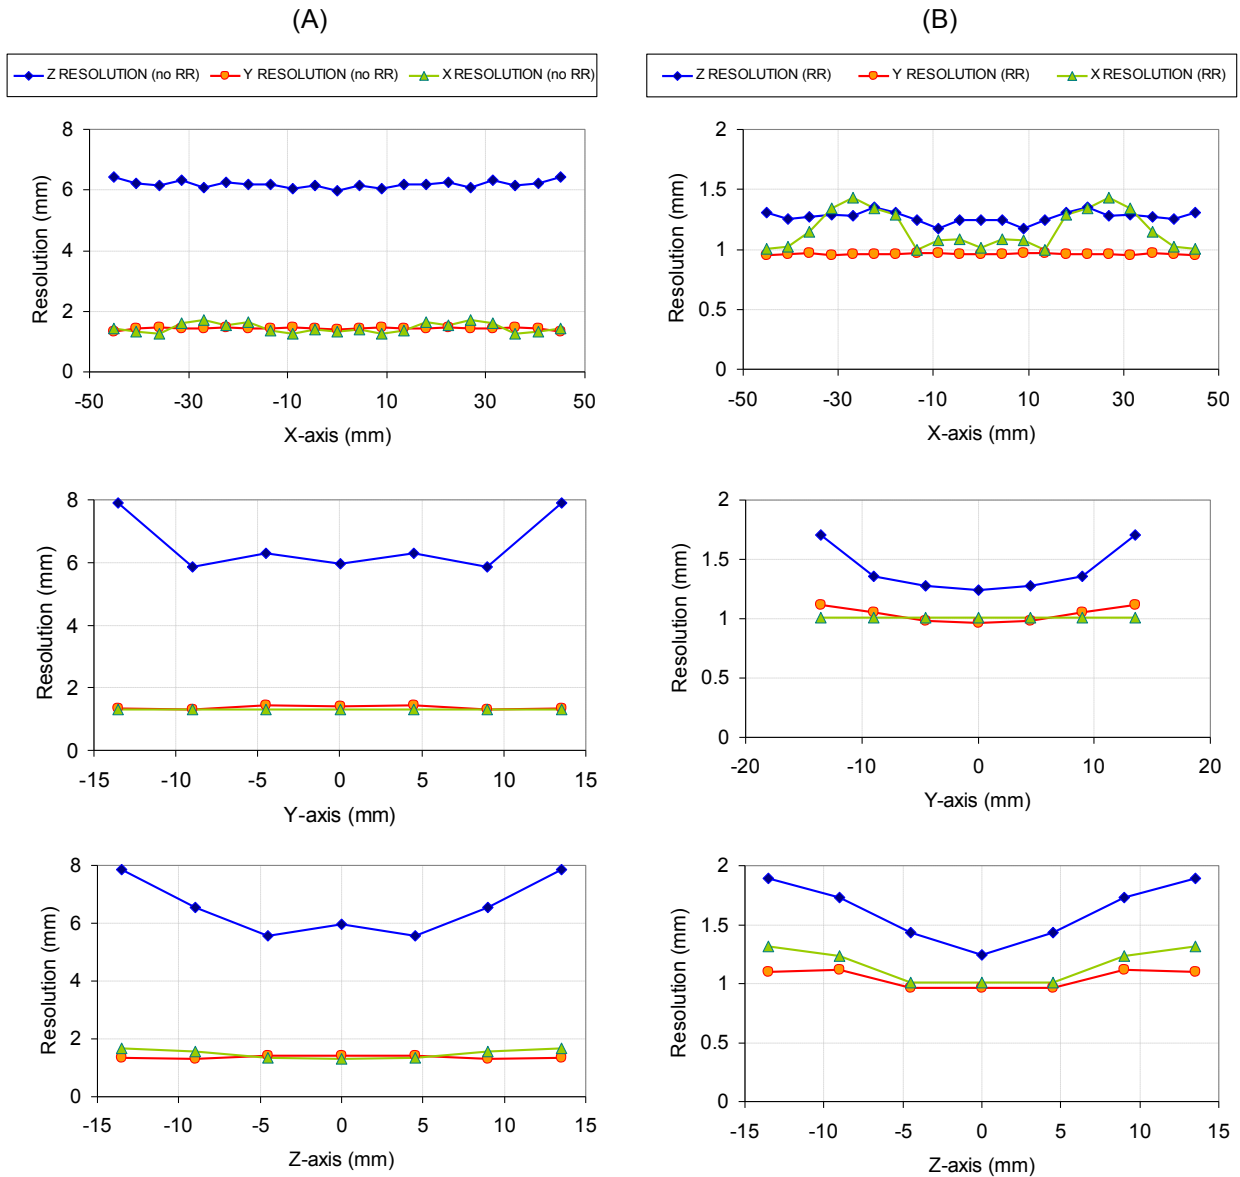 (A)
(B)
Z RESOLUTION (no RR) Y RESOLUTION (no RR) X RESOLUTION (no RR)
Z RESOLUTION (RR) Y RESOLUTION (RR) X RESOLUTION (RR)
Resolution (mm)
8
6
4
2
0
-50 -30 -10 10 30 50
X-axis (mm)
Resolution (mm)
2
1.5
1
0.5
0
-50 -30 -10 10 30 50
X-axis (mm)
Resolution (mm)
8
6
4
2
0
-15 -10 -5 0 5 10 15
Y-axis (mm)
Resolution (mm)
2
1.5
1
0.5
0
-20 -10 0 10 20
Y-axis (mm)
Resolution (mm)
8
6
4
2
0
-15 -10 -5 0 5 10 15
Z-axis (mm)
Resolution (mm)
2
1.5
1
0.5
0
-15 -10 -5 0 5 10 15
Z-axis (mm)